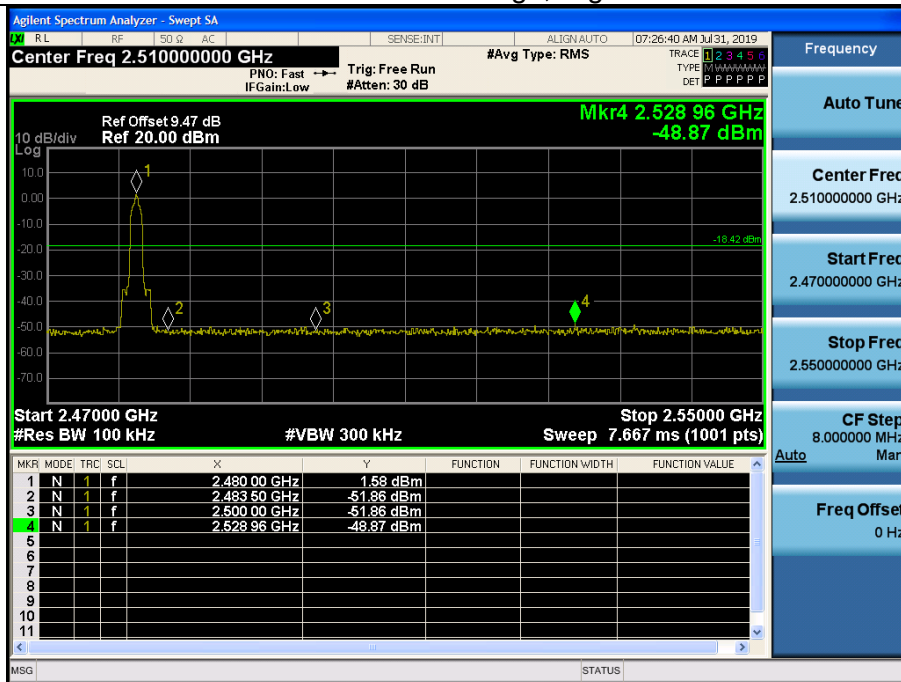 Agilent Spectrum Analyzer - Swept SA
LXI RL RF 50 Ω AC SENSE:INT ALIGN AUTO 07:26:40 AM Jul 31, 2019
Center Freq 2.510000000 GHz #Avg Type: RMS TRACE 1 2 3 4 5 6
PNO: Fast Trig: Free Run TYPE M W W W W W
IFGain:Low #Atten: 30 dB DET P P P P P P
Frequency
Auto Tune
Center Freq
2.510000000 GHz
Start Freq
2.470000000 GHz
Stop Freq
2.550000000 GHz
CF Step
8.000000 MHz
Auto Man
Freq Offset
0 Hz
Mkr4 2.528 96 GHz
-48.87 dBm
Ref Offset 9.47 dB
10 dB/div Ref 20.00 dBm
Log
10.0
0.00
-10.0
-20.0
-30.0
-40.0
-50.0
-60.0
-70.0
1
2
3
4
-18.42 dBm
Start 2.47000 GHz Stop 2.55000 GHz
#Res BW 100 kHz #VBW 300 kHz Sweep 7.667 ms (1001 pts)
MKR MODE TRC SCL X Y FUNCTION FUNCTION WIDTH FUNCTION VALUE
1 N 1 f 2.480 00 GHz 1.58 dBm
2 N 1 f 2.483 50 GHz -51.86 dBm
3 N 1 f 2.500 00 GHz -51.86 dBm
4 N 1 f 2.528 96 GHz -48.87 dBm
5
6
7
8
9
10
11
MSG STATUS